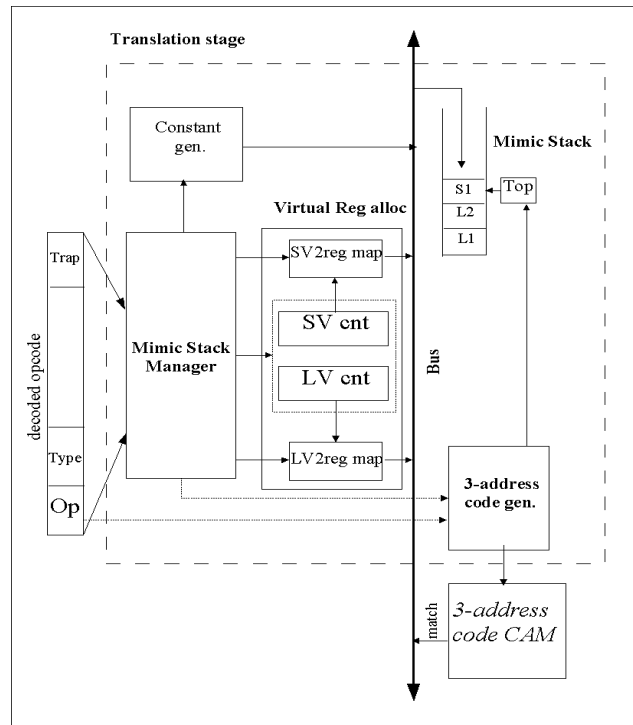 Translation stage
Constant
gen.
Mimic Stack
S1
Top
L2
L1
Virtual Reg alloc
Trap
SV2reg map
SV cnt
Mimic Stack
Manager
LV cnt
Bus
decoded opcode
Type
LV2reg map
Op
3-address
code gen.
match
3-address
code CAM